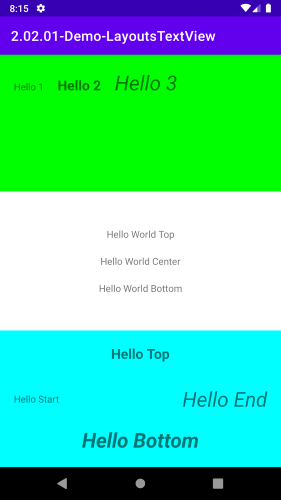 8:15
2.02.01-Demo-LayoutsTextView
Hello 1 Hello 2 Hello 3
Hello World Top
Hello World Center
Hello World Bottom
Hello Top
Hello Start Hello End
Hello Bottom